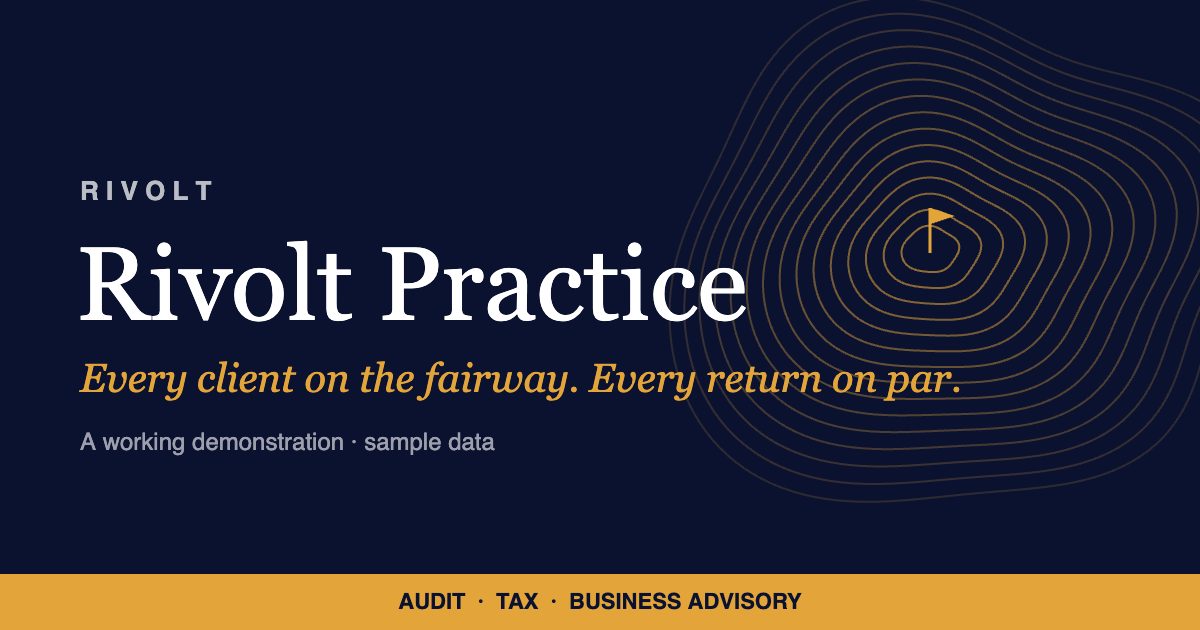 RIVOLT
Rivolt Practice
Every client on the fairway. Every return on par.
A working demonstration · sample data
AUDIT · TAX · BUSINESS ADVISORY